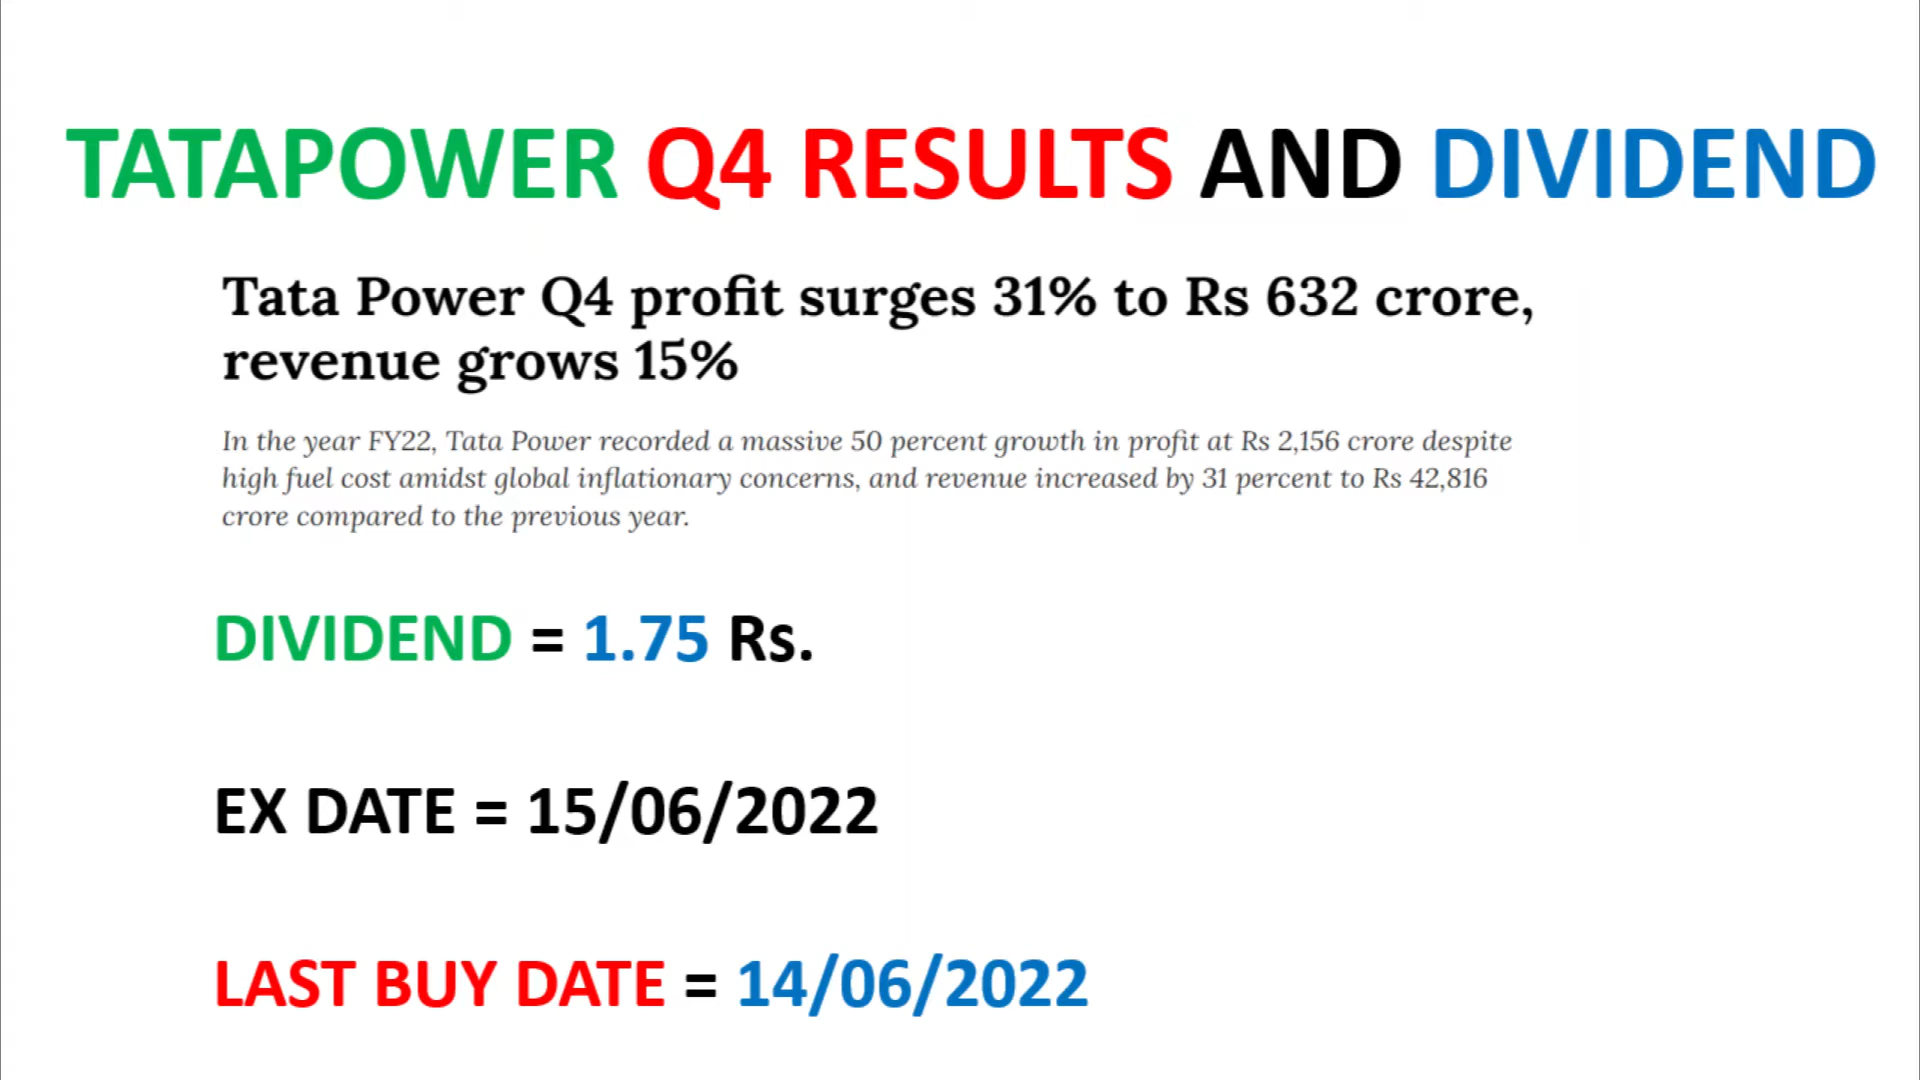 TATAPOWER Q4 RESULTS AND DIVIDEND
Tata Power Q4 profit surges 31% to Rs 632 crore,
revenue grows 15%
In the year FY22, Tata Power recorded a massive 50 percent growth in profit at Rs 2,156 crore despite
high fuel cost amidst global inflationary concerns, and revenue increased by 31 percent to Rs 42,816
crore compared to the previous year.
DIVIDEND = 1.75 Rs.
EX DATE = 15/06/2022
LAST BUY DATE = 14/06/2022